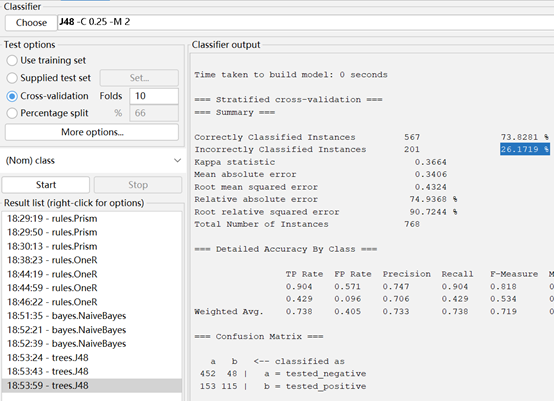 Classifier
Choose J48 -C 0.25 -M 2
Test options
Use training set
Supplied test set Set...
Cross-validation Folds 10
Percentage split % 66
More options...
(Nom) class
Start Stop
Result list (right-click for options)
18:29:19 - rules.Prism
18:29:50 - rules.Prism
18:30:13 - rules.Prism
18:38:23 - rules.OneR
18:44:19 - rules.OneR
18:44:59 - rules.OneR
18:46:22 - rules.OneR
18:51:35 - bayes.NaiveBayes
18:52:21 - bayes.NaiveBayes
18:52:39 - bayes.NaiveBayes
18:53:24 - trees.J48
18:53:43 - trees.J48
18:53:59 - trees.J48
Classifier output
Time taken to build model: 0 seconds
=== Stratified cross-validation ===
=== Summary ===
Correctly Classified Instances 567 73.8281 %
Incorrectly Classified Instances 201 26.1719 %
Kappa statistic 0.3664
Mean absolute error 0.3406
Root mean squared error 0.4324
Relative absolute error 74.9368 %
Root relative squared error 90.7244 %
Total Number of Instances 768
=== Detailed Accuracy By Class ===
TP Rate FP Rate Precision Recall F-Measure M
0.904 0.571 0.747 0.904 0.818 0
0.429 0.096 0.706 0.429 0.534 0
Weighted Avg. 0.738 0.405 0.733 0.738 0.719 0
=== Confusion Matrix ===
a b <-- classified as
452 48 | a = tested_negative
153 115 | b = tested_positive